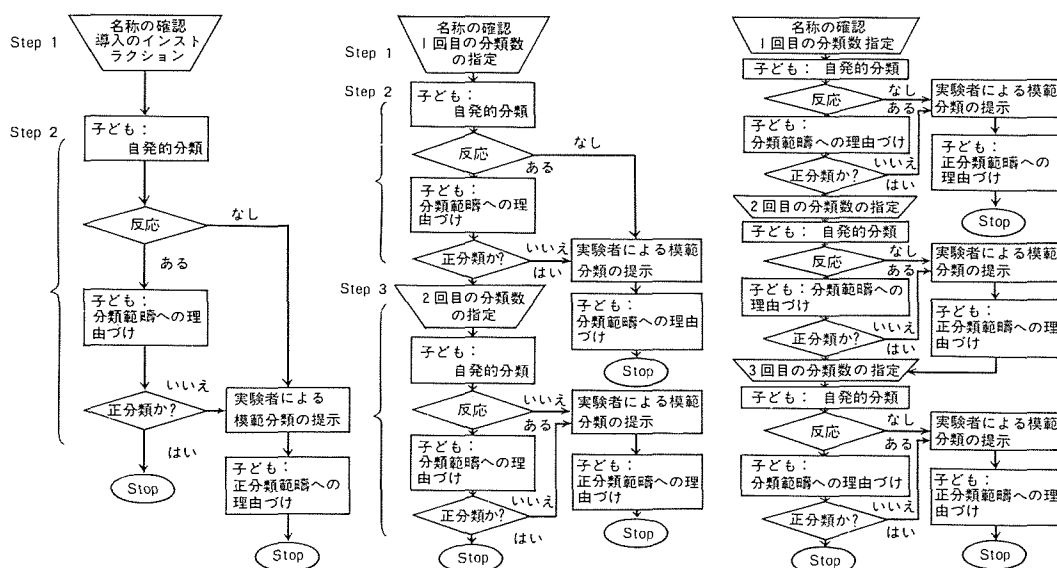 Step 1
名称の確認
導入のインスト
ラクション
Step 2
子ども：
自発的分類
反応
なし
ある
子ども：
分類範疇への理
由づけ
正分類か？
いいえ
はい
実験者による
模範分類の提示
Stop
子ども：
正分類範疇への
理由づけ
Stop
Step 1
名称の確認
1回目の分類数
の指定
Step 2
子ども：
自発的分類
反応
なし
ある
子ども：
分類範疇への理
由づけ
正分類か？
いいえ
はい
実験者による模範
分類の提示
子ども：
分類範疇への理由
づけ
Stop
Step 3
2回目の分類数
の指定
子ども：
自発的分類
反応
いいえ
ある
実験者による模範
分類の提示
子ども：
分類範疇への理
由づけ
正分類か？
いいえ
はい
子ども：
正分類範疇への理
由づけ
Stop
Stop
名称の確認
1回目の分類数指定
子ども： 自発的分類
反応
なし
ある
実験者による模範
分類の提示
子ども：
分類範疇への理由づけ
正分類か？
いいえ
はい
子ども：
正分類範疇への
理由づけ
Stop
2回目の分類数の指定
子ども： 自発的分類
反応
なし
ある
実験者による模範
分類の提示
子ども：分類範疇への
理由づけ
正分類か？
いいえ
はい
子ども：
正分類範疇への理
由づけ
3回目の分類数の指定
子ども： 自発的分類
反応
なし
ある
実験者による模範
分類の提示
子ども：
分類範疇への理由づけ
正分類か？
いいえ
はい
子ども：
正分類範疇への理
由づけ
Stop
Stop